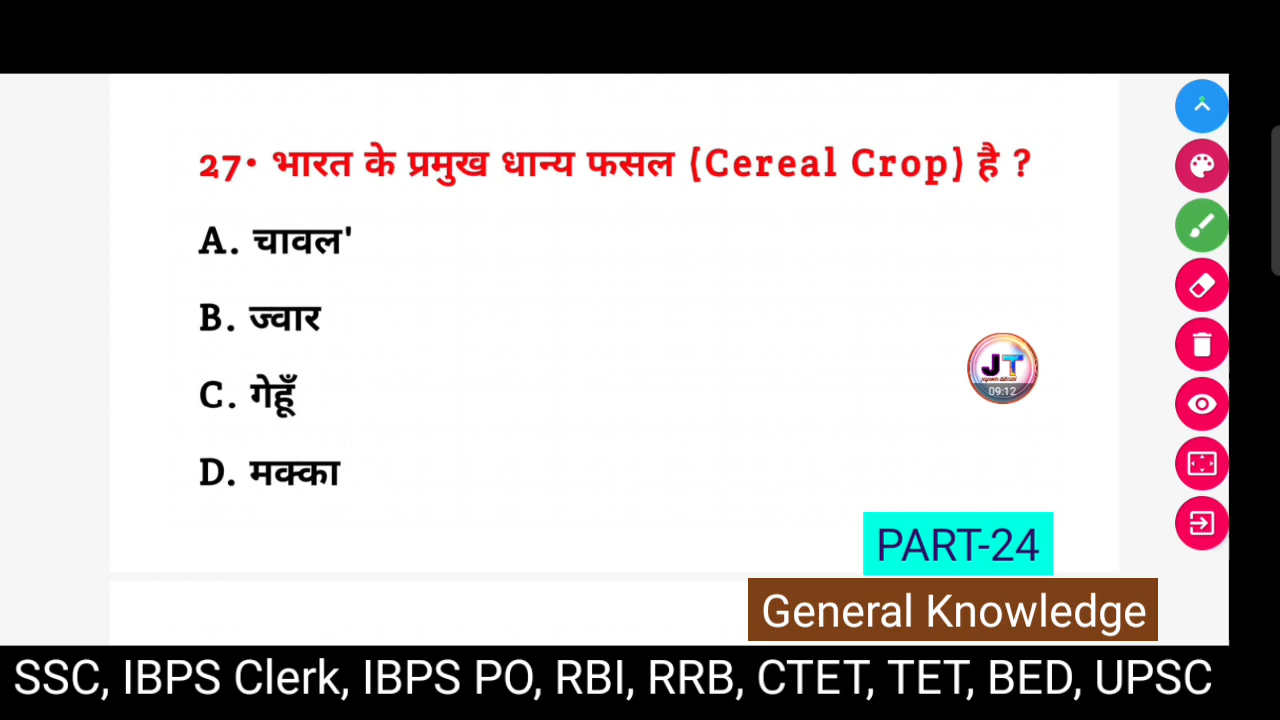 27• भारत के प्रमुख धान्य फसल (Cereal Crop) है ?
A. चावल'
B. ज्वार
C. गेहूँ
D. मक्का
JT
09:12
PART-24
General Knowledge
SSC, IBPS Clerk, IBPS PO, RBI, RRB, CTET, TET, BED, UPSC